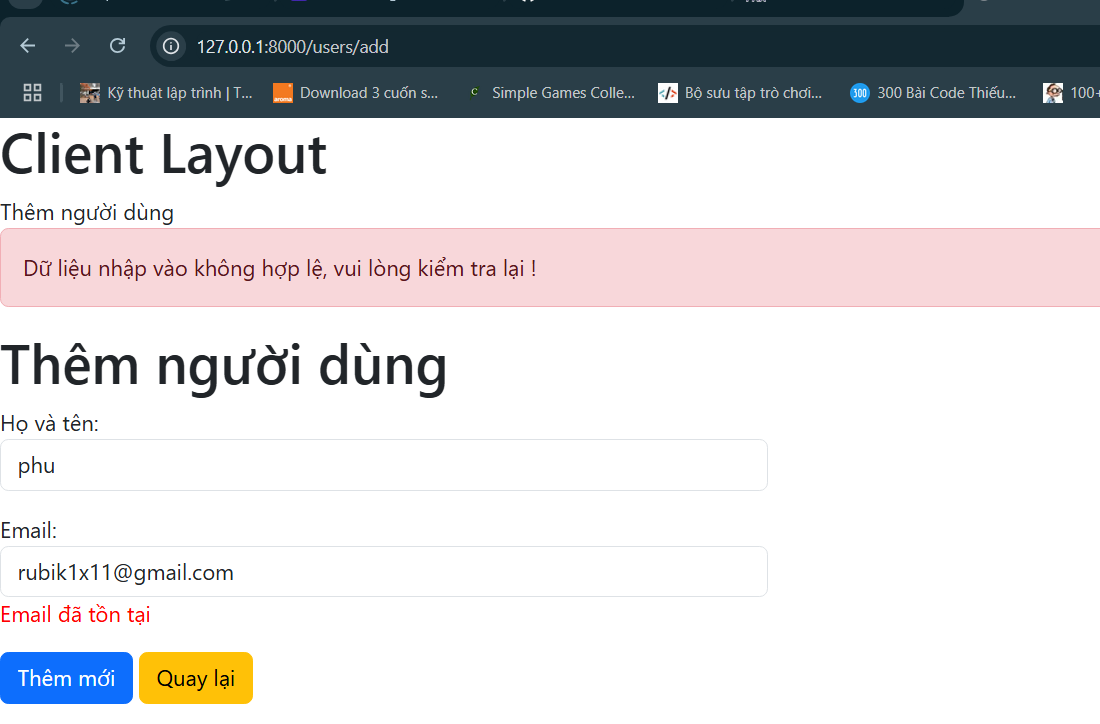 127.0.0.1:8000/users/add
Kỹ thuật lập trình | T... Download 3 cuốn s... Simple Games Colle... Bộ sưu tập trò chơi... 300 300 Bài Code Thiếu... 100+
Client Layout
Thêm người dùng
Dữ liệu nhập vào không hợp lệ, vui lòng kiểm tra lại !
Thêm người dùng
Họ và tên:
phu
Email:
rubik1x11@gmail.com
Email đã tồn tại
Thêm mới Quay lại